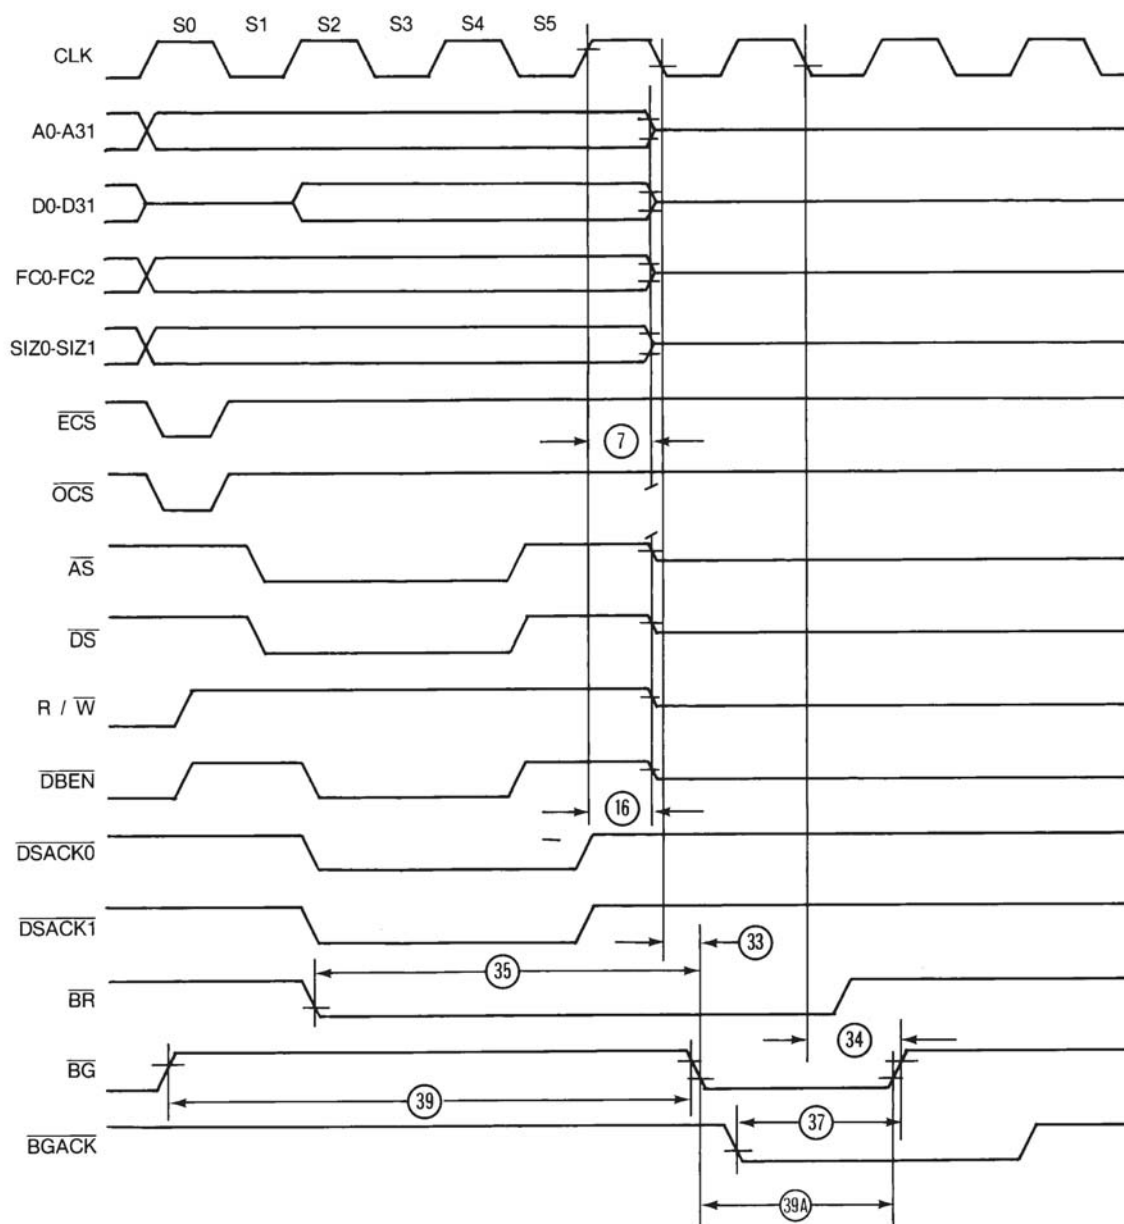 S0 S1 S2 S3 S4 S5
CLK
A0-A31
D0-D31
FC0-FC2
SIZ0-SIZ1
ECS
7
OCS
AS
DS
R / W
DBEN
16
DSACK0
DSACK1
33
35
BR
34
BG
39
37
BGACK
39A